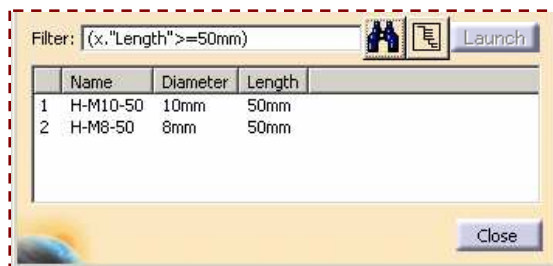 Filter: (x."Length">=50mm) Launch
Name Diameter Length
1 H-M10-50 10mm 50mm
2 H-M8-50 8mm 50mm
Close